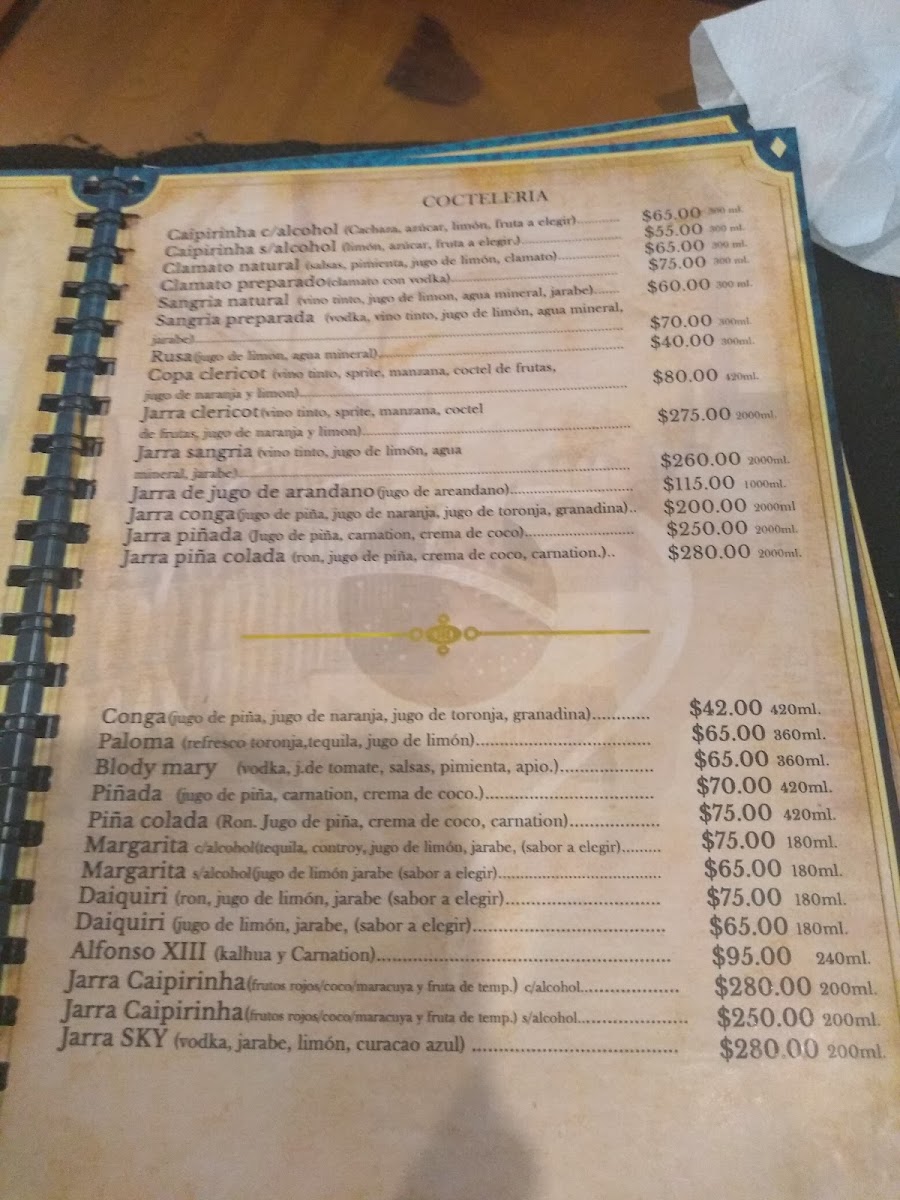 COCTELERIA
Caipirinha c/alcohol (Cachaza, azúcar, limón, fruta a elegir).......... $65.00 300 ml.
Caipirinha s/alcohol (limón, azúcar, fruta a elegir.)........................ $55.00 300 ml.
Clamato natural (salsas, pimienta, jugo de limón, clamato).............. $65.00 300 ml.
Clamato preparado(clamato con vodka)........................................ $75.00 300 ml.
Sangria natural (vino tinto, jugo de limon, agua mineral, jarabe)....... $60.00 300 ml.
Sangria preparada (vodka, vino tinto, jugo de limón, agua mineral,
jarabe)................................................................ $70.00 300ml.
Rusa(jugo de limón, agua mineral)................................................ $40.00 300ml.
Copa clericot (vino tinto, sprite, manzana, coctel de frutas,
jugo de naranja y limon)................................................................ $80.00 420ml.
Jarra clericot(vino tinto, sprite, manzana, coctel
de frutas, jugo de naranja y limon)................................................ $275.00 2000ml.
Jarra sangria (vino tinto, jugo de limón, agua
mineral, jarabe)................................................................ $260.00 2000ml.
Jarra de jugo de arandano(jugo de areandano)............................ $115.00 1000ml.
Jarra conga(jugo de piña, jugo de naranja, jugo de toronja, granadina).. $200.00 2000ml
Jarra piñada (Jugo de piña, carnation, crema de coco)........................ $250.00 2000ml.
Jarra piña colada (ron, jugo de piña, crema de coco, carnation.).. $280.00 2000ml.
Conga(jugo de piña, jugo de naranja, jugo de toronja, granadina)............ $42.00 420ml.
Paloma (refresco toronja,tequila, jugo de limón)................................... $65.00 360ml.
Blody mary (vodka, j.de tomate, salsas, pimienta, apio.)................... $65.00 360ml.
Piñada (jugo de piña, carnation, crema de coco.).................................. $70.00 420ml.
Piña colada (Ron. Jugo de piña, crema de coco, carnation).................. $75.00 420ml.
Margarita c/alcohol(tequila, controy, jugo de limón, jarabe, (sabor a elegir)......... $75.00 180ml.
Margarita s/alcohol(jugo de limón jarabe (sabor a elegir)................................ $65.00 180ml.
Daiquiri (ron, jugo de limón, jarabe (sabor a elegir)............................... $75.00 180ml.
Daiquiri (jugo de limón, jarabe, (sabor a elegir)...................................... $65.00 180ml.
Alfonso XIII (kalhua y Carnation)........................................................... $95.00 240ml.
Jarra Caipirinha(frutos rojos/coco/maracuya y fruta de temp.) c/alcohol................... $280.00 200ml.
Jarra Caipirinha(frutos rojos/coco/maracuya y fruta de temp.) s/alcohol..................... $250.00 200ml.
Jarra SKY (vodka, jarabe, limón, curacao azul) ........................................ $280.00 200ml.